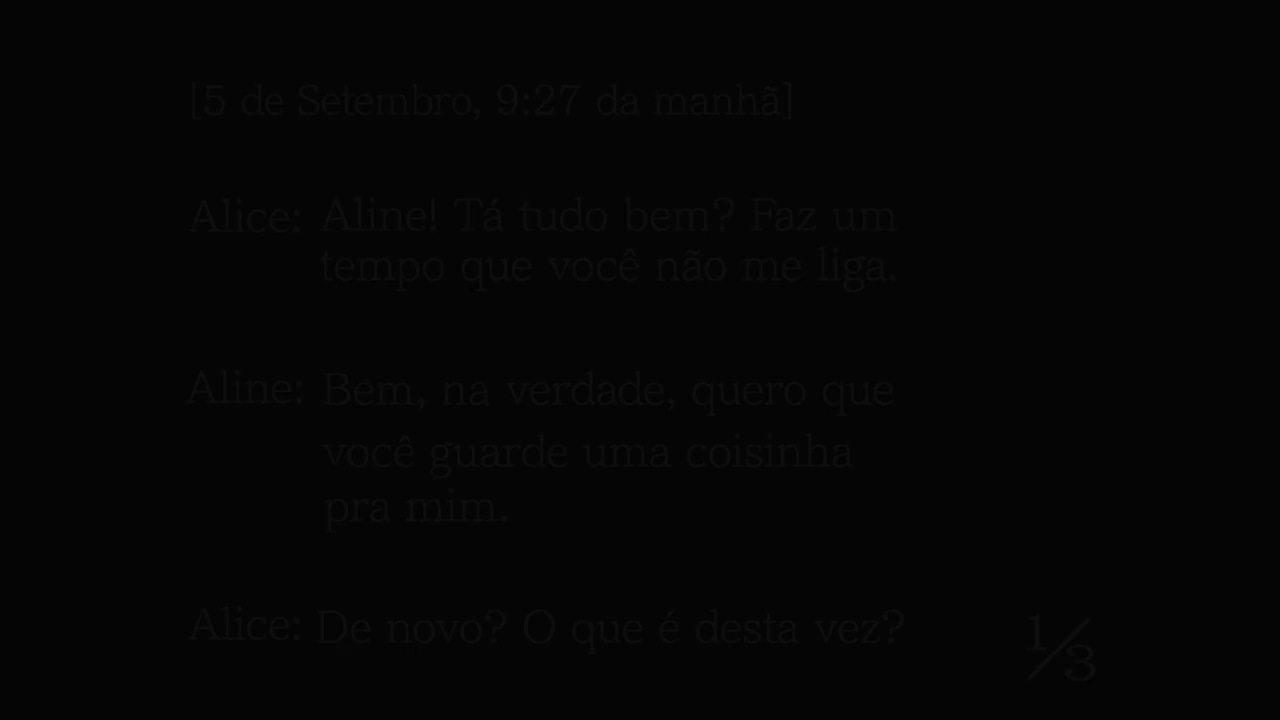 [5 de Setembro, 9:27 da manhã]
Alice: Aline! Tá tudo bem? Faz um
tempo que você não me liga.
Aline: Bem, na verdade, quero que
você guarde uma coisinha
pra mim.
Alice: De novo? O que é desta vez?
1/3